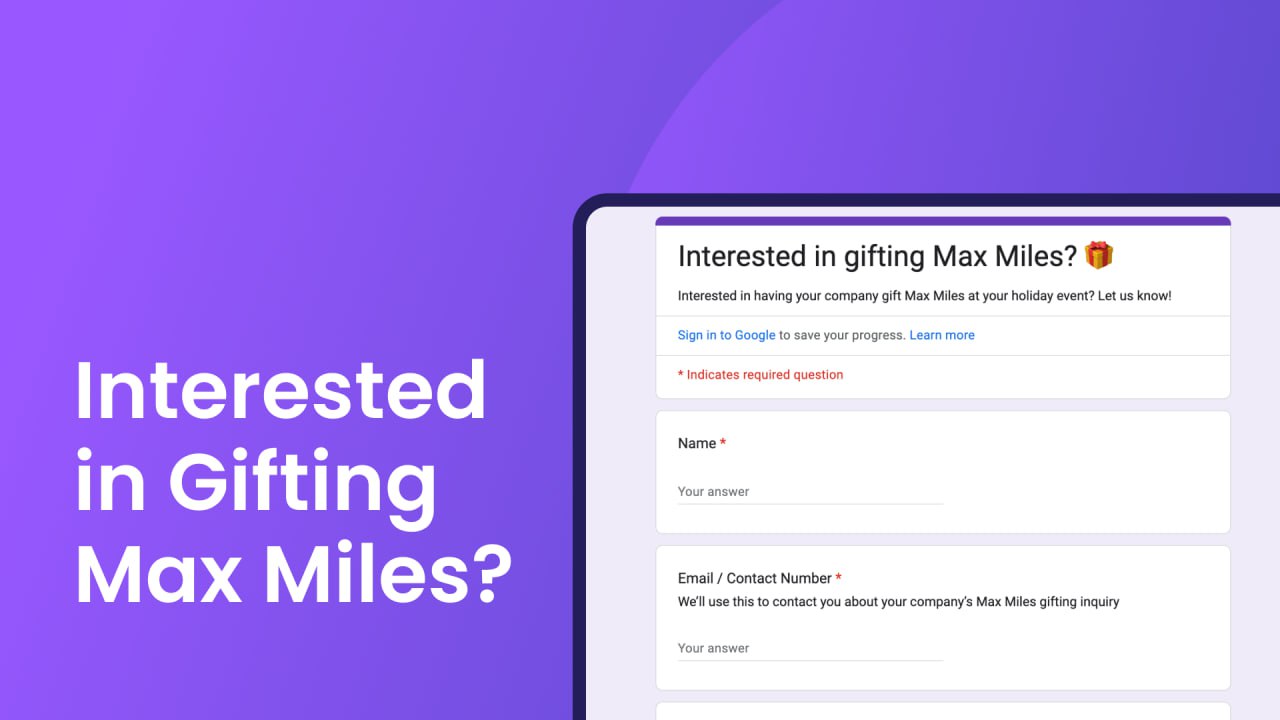 Interested
in Gifting
Max Miles?
Interested in gifting Max Miles? 🎁
Interested in having your company gift Max Miles at your holiday event? Let us know!
Sign in to Google to save your progress. Learn more
* Indicates required question
Name *
Your answer
Email / Contact Number *
We’ll use this to contact you about your company’s Max Miles gifting inquiry
Your answer